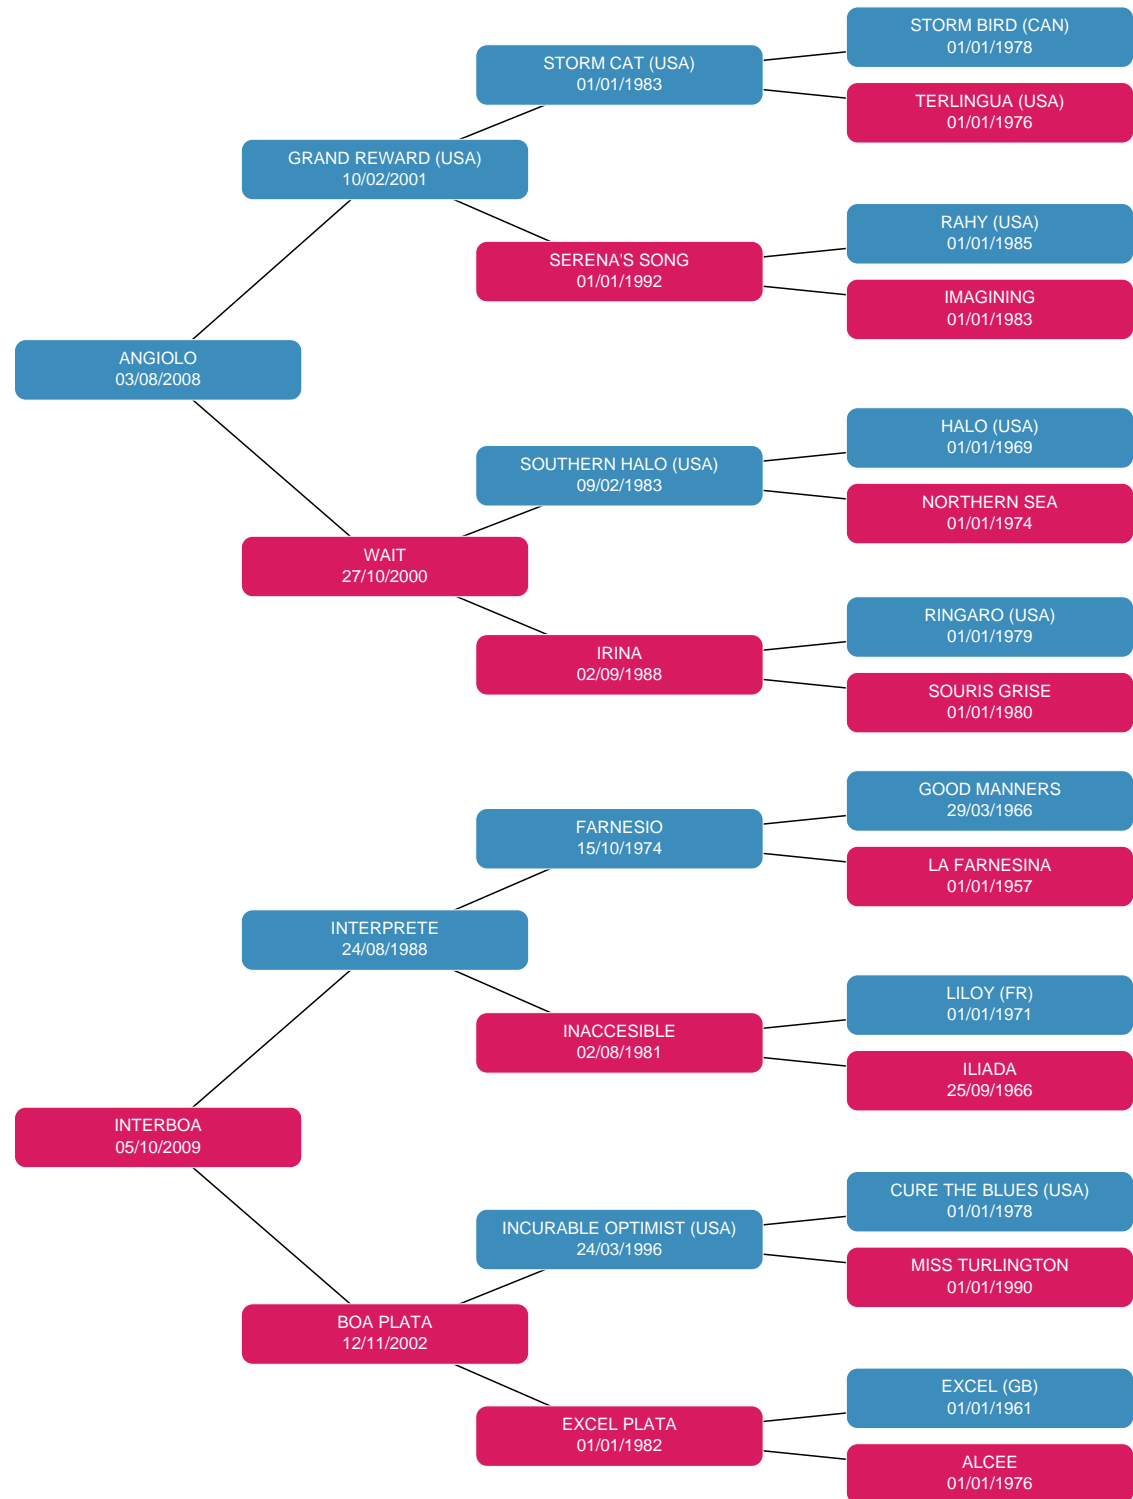 STORM BIRD (CAN)
01/01/1978
STORM CAT (USA)
01/01/1983
TERLINGUA (USA)
01/01/1976
GRAND REWARD (USA)
10/02/2001
RAHY (USA)
01/01/1985
SERENA'S SONG
01/01/1992
IMAGINING
01/01/1983
ANGIOLO
03/08/2008
HALO (USA)
01/01/1969
SOUTHERN HALO (USA)
09/02/1983
NORTHERN SEA
01/01/1974
WAIT
27/10/2000
RINGARO (USA)
01/01/1979
IRINA
02/09/1988
SOURIS GRISE
01/01/1980
GOOD MANNERS
29/03/1966
FARNESIO
15/10/1974
LA FARNESINA
01/01/1957
INTERPRETE
24/08/1988
LILOY (FR)
01/01/1971
INACCESIBLE
02/08/1981
ILIADA
25/09/1966
INTERBOA
05/10/2009
CURE THE BLUES (USA)
01/01/1978
INCURABLE OPTIMIST (USA)
24/03/1996
MISS TURLINGTON
01/01/1990
BOA PLATA
12/11/2002
EXCEL (GB)
01/01/1961
EXCEL PLATA
01/01/1982
ALCEE
01/01/1976